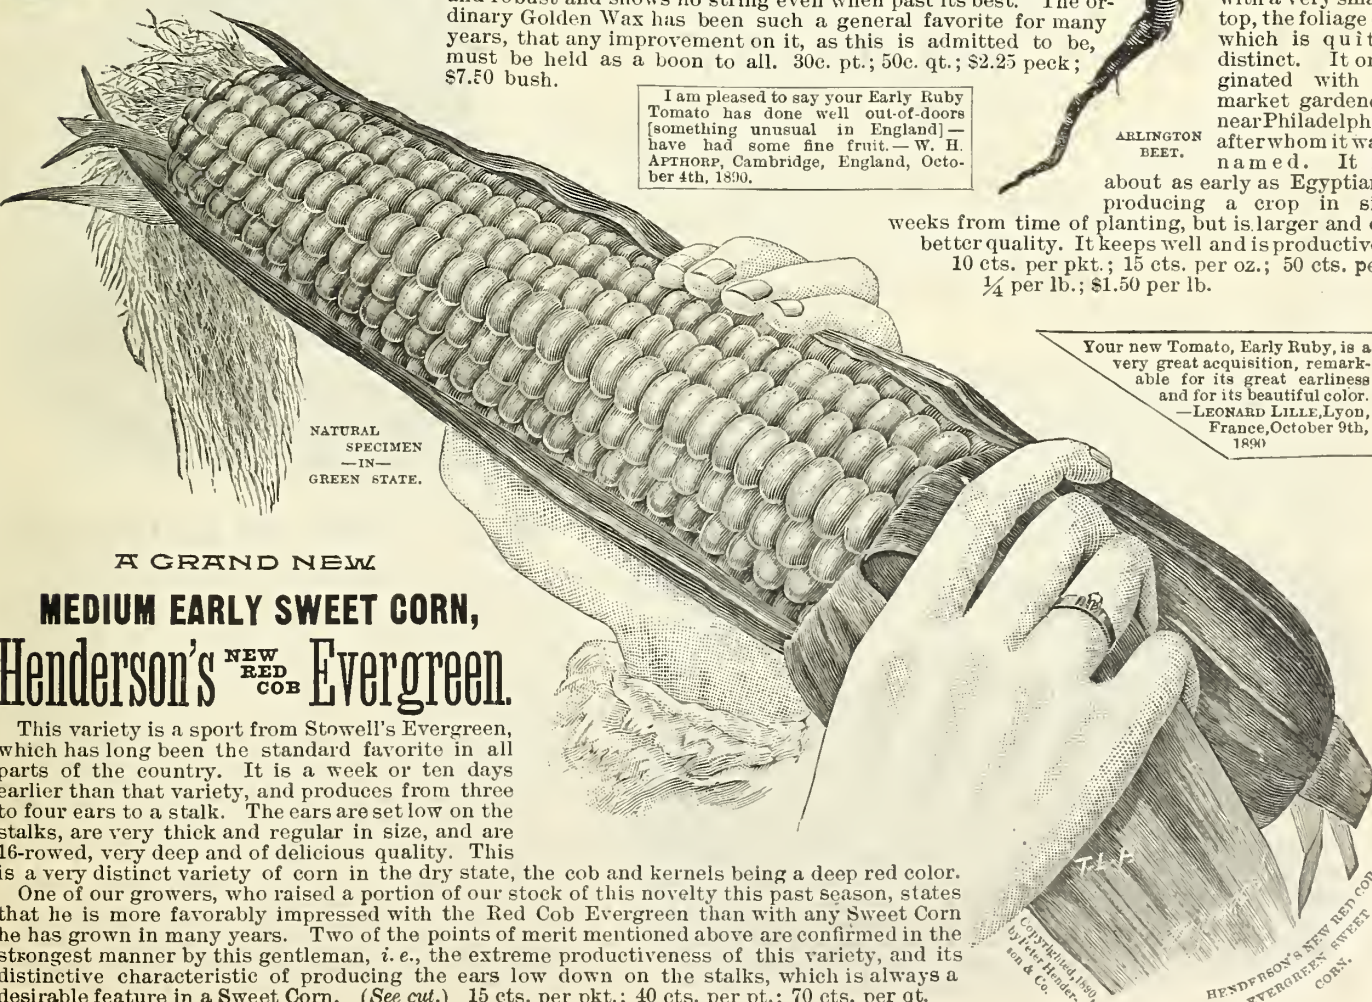 and robust and shows no string even when past its best. The or-
dinary Golden Wax has been such a general favorite for many
years, that any improvement on it, as this is admitted to be,
must be held as a boon to all. 30c. pt.; 50c. qt.; $2.25 peck;
$7.50 bush.
I am pleased to say your Early Ruby
Tomato has done well out-of-doors
[something unusual in England]—
have had some fine fruit.—W. H.
APTHORP, Cambridge, England, Octo-
ber 4th, 1890.
ARLINGTON
BEET.
with a very
top, the foliage
which is
distinct. It
ginated with
market
near
after whom it
named. It
about as early as
producing a crop in
weeks from time of planting, but is larger and
better quality. It keeps well and is
10 cts. per pkt.; 15 cts. per oz.; 50 cts.
¼ per lb.; $1.50 per lb.
Your new Tomato, Early Ruby, is a
very great acquisition, remark-
able for its great earliness
and for its beautiful color.
—LEONARD LILLE, Lyon,
France, October 9th,
1890
NATURAL
SPECIMEN
—IN—
GREEN STATE.
A GRAND NEW
MEDIUM EARLY SWEET CORN,
Henderson's NEW RED COB Evergreen.
This variety is a sport from Stowell's Evergreen,
which has long been the standard favorite in all
parts of the country. It is a week or ten days
earlier than that variety, and produces from three
to four ears to a stalk. The ears are set low on the
stalks, are very thick and regular in size, and are
16-rowed, very deep and of delicious quality. This
is a very distinct variety of corn in the dry state, the cob and kernels being a deep red color.
One of our growers, who raised a portion of our stock of this novelty this past season, states
that he is more favorably impressed with the Red Cob Evergreen than with any Sweet Corn
he has grown in many years. Two of the points of merit mentioned above are confirmed in the
strongest manner by this gentleman, i. e., the extreme productiveness of this variety, and its
distinctive characteristic of producing the ears low down on the stalks, which is always a
desirable feature in a Sweet Corn. (See cut.) 15 cts. per pkt.; 40 cts. per pt.; 70 cts. per qt.
Copyrighted, 1890,
by Peter Hender-
son & Co.
HENDERSON'S NEW RED COB
EVERGREEN SWEET
CORN.